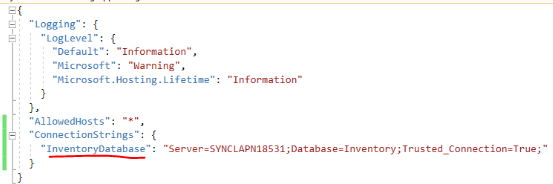 {
"Logging": {
"LogLevel": {
"Default": "Information",
"Microsoft": "Warning",
"Microsoft.Hosting.Lifetime": "Information"
}
},
"AllowedHosts": "*",
"ConnectionStrings": {
"InventoryDatabase": "Server=SYNCLAPN18531;Database=Inventory;Trusted_Connection=True;"
}
}